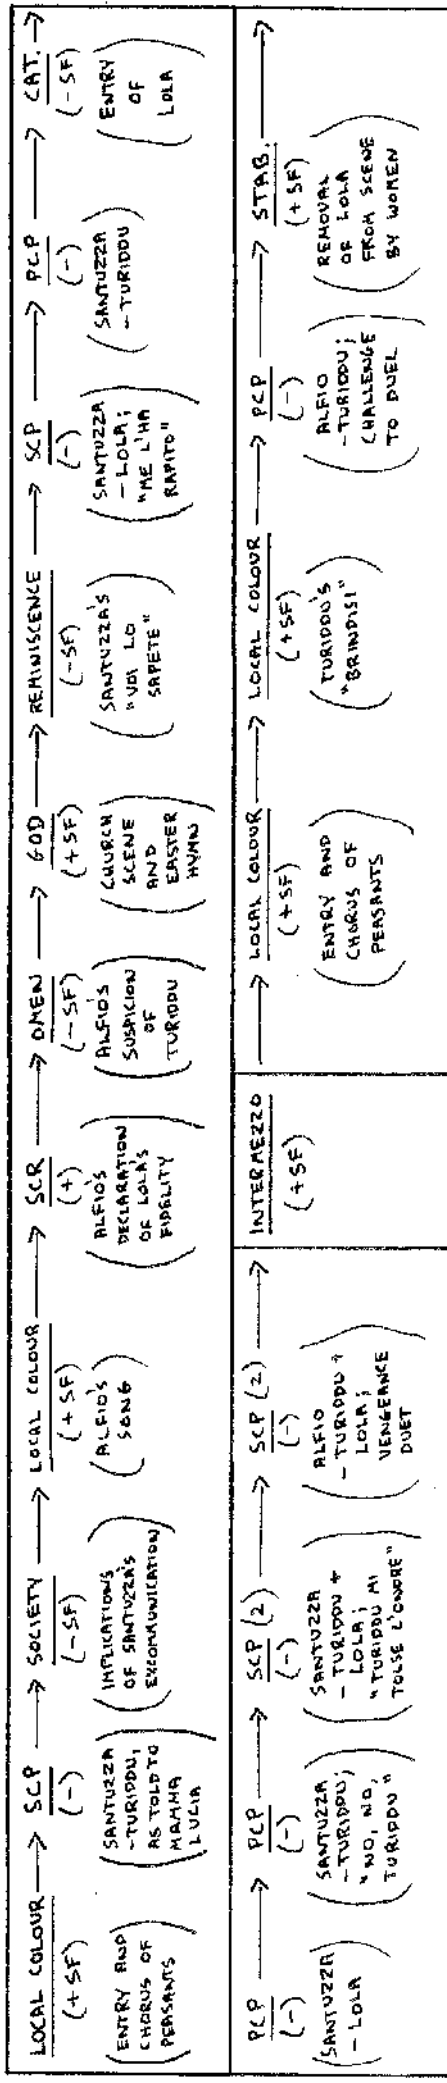 LOCAL COLOUR → SCP → SOCIETY → LOCAL COLOUR → SCR → OMEN → GOD → REMINISCENCE → SCP → PCP → CAT. →
(+SF) (-) (-SF) (+SF) (+) (-SF) (+SF) (-SF) (-) (-) (-SF)
(ENTRY AND
CHORUS OF
PEASANTS)
(SANTUZZA
-TURIDDU,
AS TOLD TO
MAMMA
LUCIA)
(IMPLICATIONS
OF SANTUZZA'S
EXCOMMUNICATION)
(ALFIO'S
SONG)
(ALFIO'S
DECLARATION
OF LOLA'S
FIDELITY)
(ALFIO'S
SUSPICION
OF
TURIDDU)
(CHURCH
SCENE
AND
EASTER
HYMN)
(SANTUZZA'S
"VOI LO
SAPETE")
(SANTUZZA
- LOLA;
"ME L'HA
RAPITO")
(SANTUZZA
-TURIDDU)
(ENTRY
OF
LOLA)
PCP → PCP → SCP (2) → SCP (2) →
(-) (-) (-) (-)
(SANTUZZA
- LOLA)
(SANTUZZA
-TURIDDU;
"NO, NO,
TURIDDU")
(SANTUZZA
- TURIDDU +
LOLA;
"TURIDDU MI
TOLSE L'ONORE")
(ALFIO
-TURIDDU +
LOLA;
VENGEANCE
DUET)
INTERMEZZO
(+SF)
→ LOCAL COLOUR → LOCAL COLOUR → PCP → STAB. →
(+SF) (+SF) (-) (+SF)
(ENTRY AND
CHORUS OF
PEASANTS)
(TURIDDU'S
"BRINDISI")
(ALFIO
-TURIDDU;
CHALLENGE
TO DUEL)
(REMOVAL
OF LOLA
FROM SCENE
BY WOMEN)